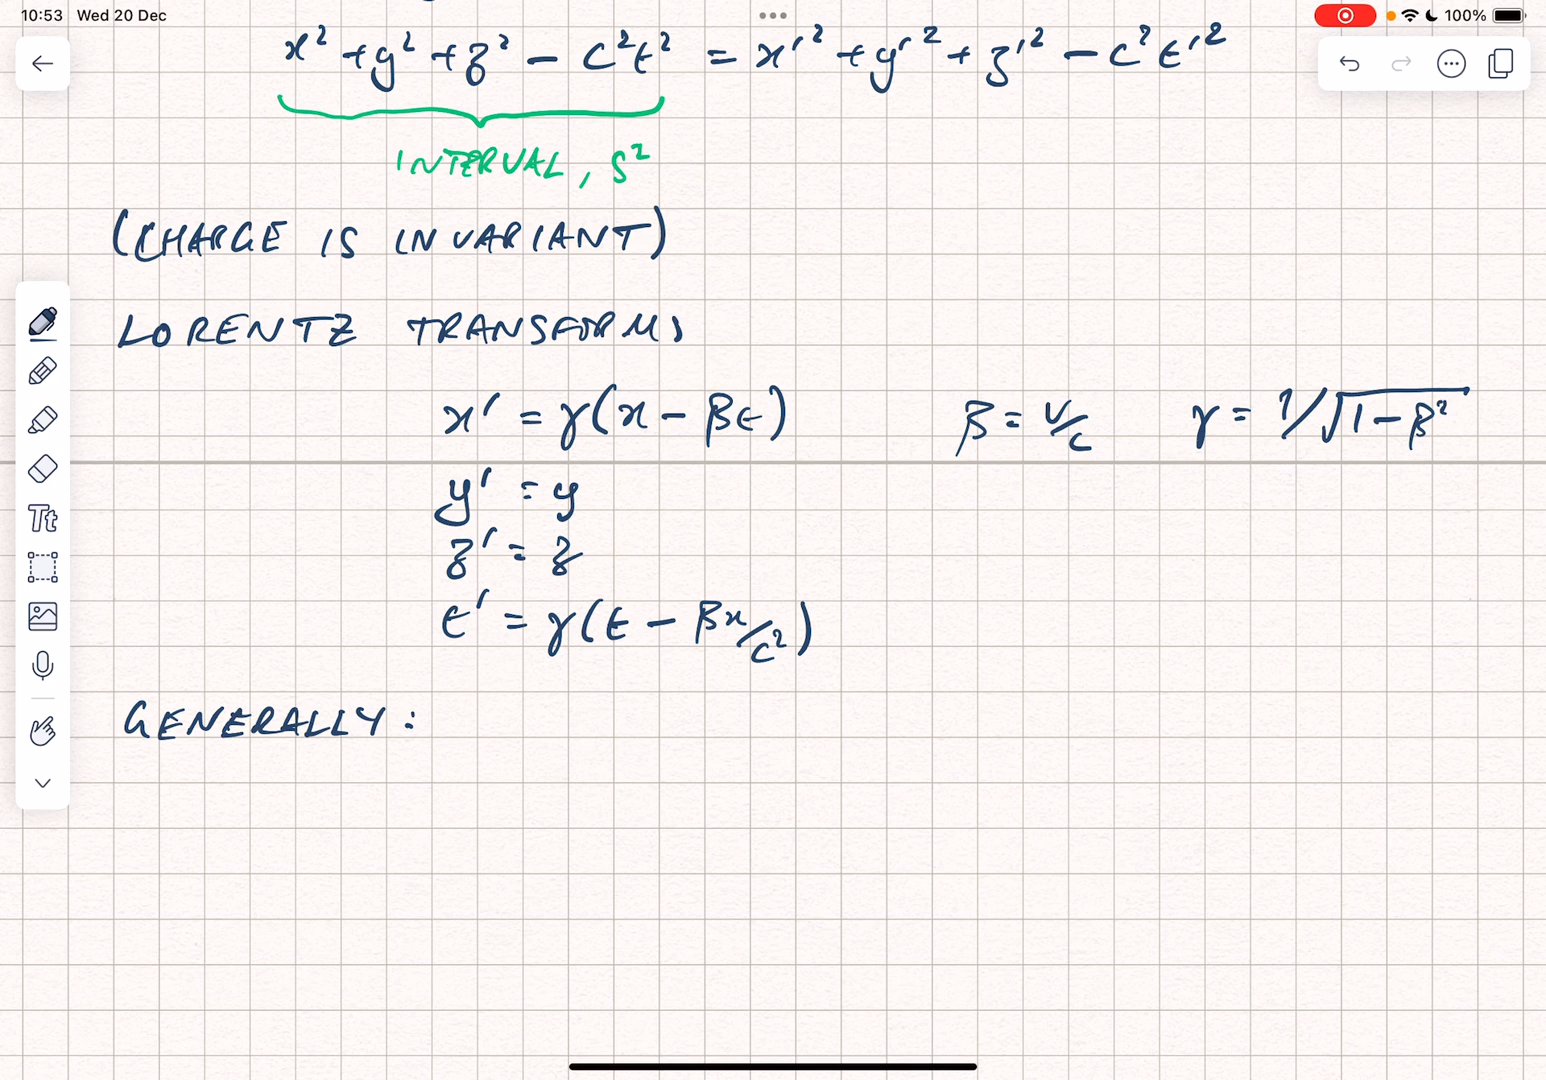 10:53 Wed 20 Dec
100%
x² + y² + z² − c²t² = x'² + y'² + z'² − c²t'²
INTERVAL, S²
(CHARGE IS INVARIANT)
LORENTZ TRANSFORMS
x' = γ(x − βt) β = v/c γ = 1/√1−β²
y' = y
z' = z
t' = γ(t − βx/c²)
Tt
GENERALLY: